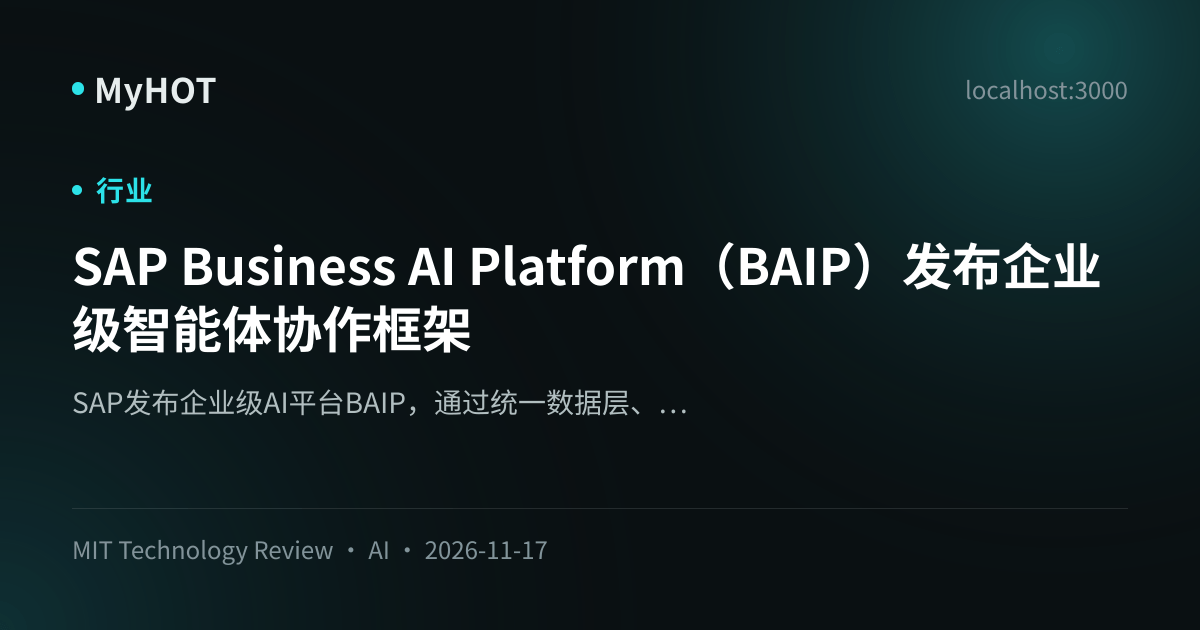 MyHOT
localhost:3000
行业
SAP Business AI Platform（BAIP）发布企业
级智能体协作框架
SAP发布企业级AI平台BAIP，通过统一数据层、…
MIT Technology Review · AI · 2026-11-17